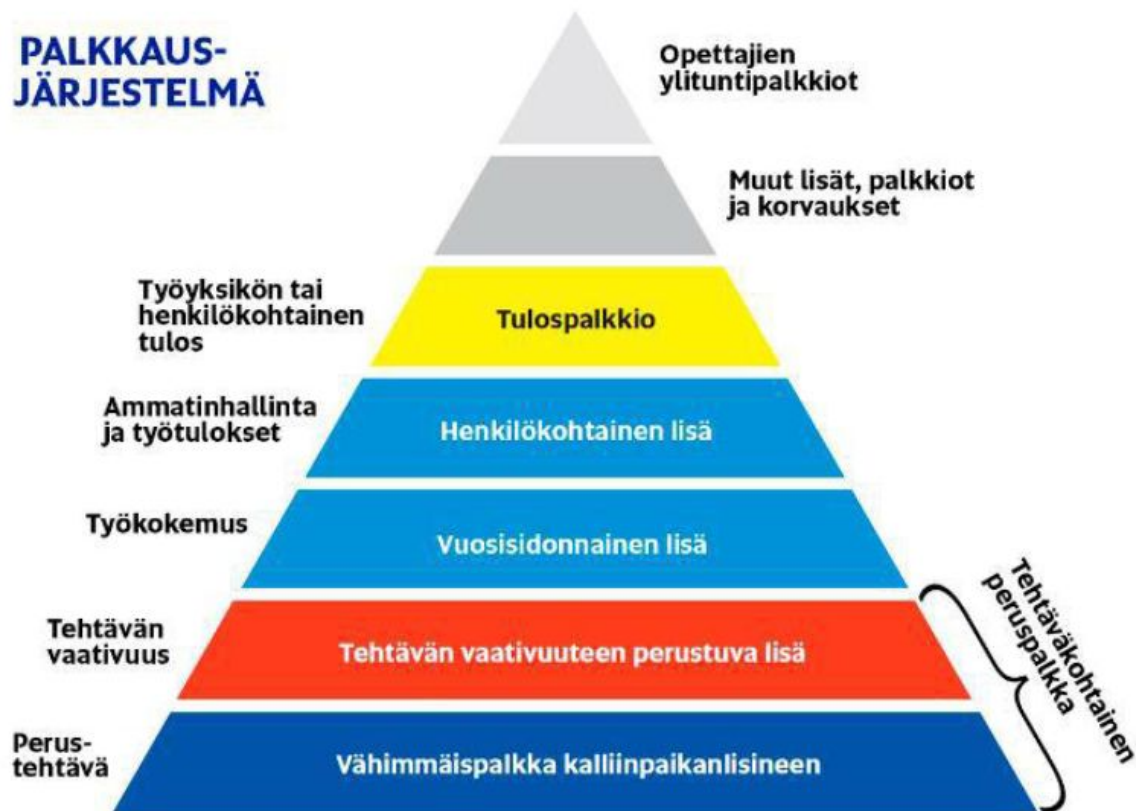 PALKKAUS-
JÄRJESTELMÄ
Opettajien
ylituntipalkkiot
Muut lisät, palkkiot
ja korvaukset
Työyksikön tai
henkilökohtainen
tulos
Tulospalkkio
Ammatinhallinta
ja työtulokset
Henkilökohtainen lisä
Työkokemus
Vuosisidonnainen lisä
Tehtävän
vaativuus
Tehtävän vaativuuteen perustuva lisä
Tehtäväkohtainen
peruspalkka
Perus-
tehtävä
Vähimmäispalkka kalliinpaikanlisineen